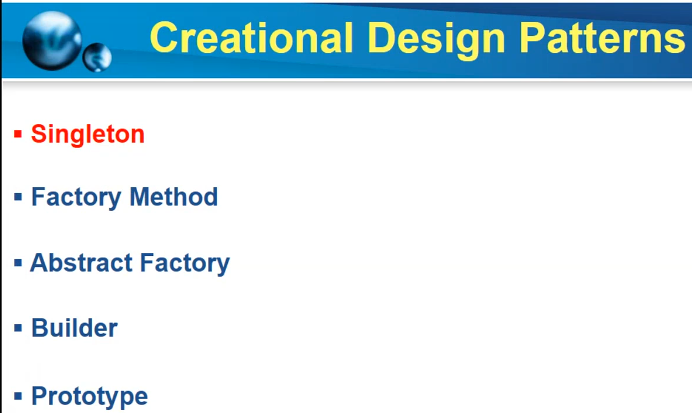 Creational Design Patterns
▪ Singleton
▪ Factory Method
▪ Abstract Factory
▪ Builder
▪ Prototype